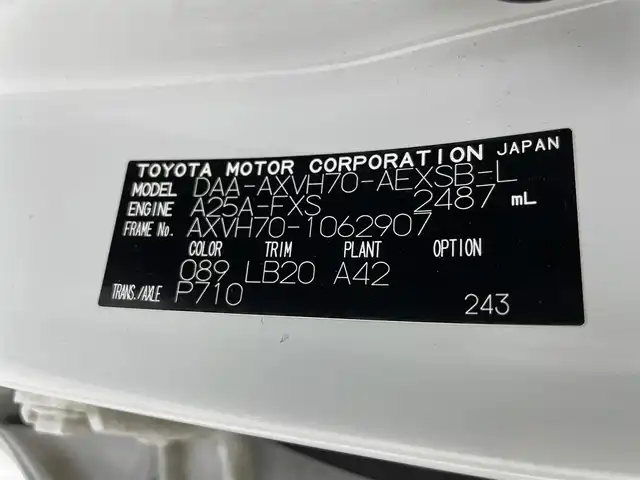 TOYOTA MOTOR CORPORATION JAPAN
MODEL DAA-AXVH70-AEXSB-L
ENGINE A25A-FXS 2487 mL
FRAME No. AXVH70-1062907
COLOR TRIM PLANT OPTION
089 LB20 A42
TRANS./AXLE P710 243